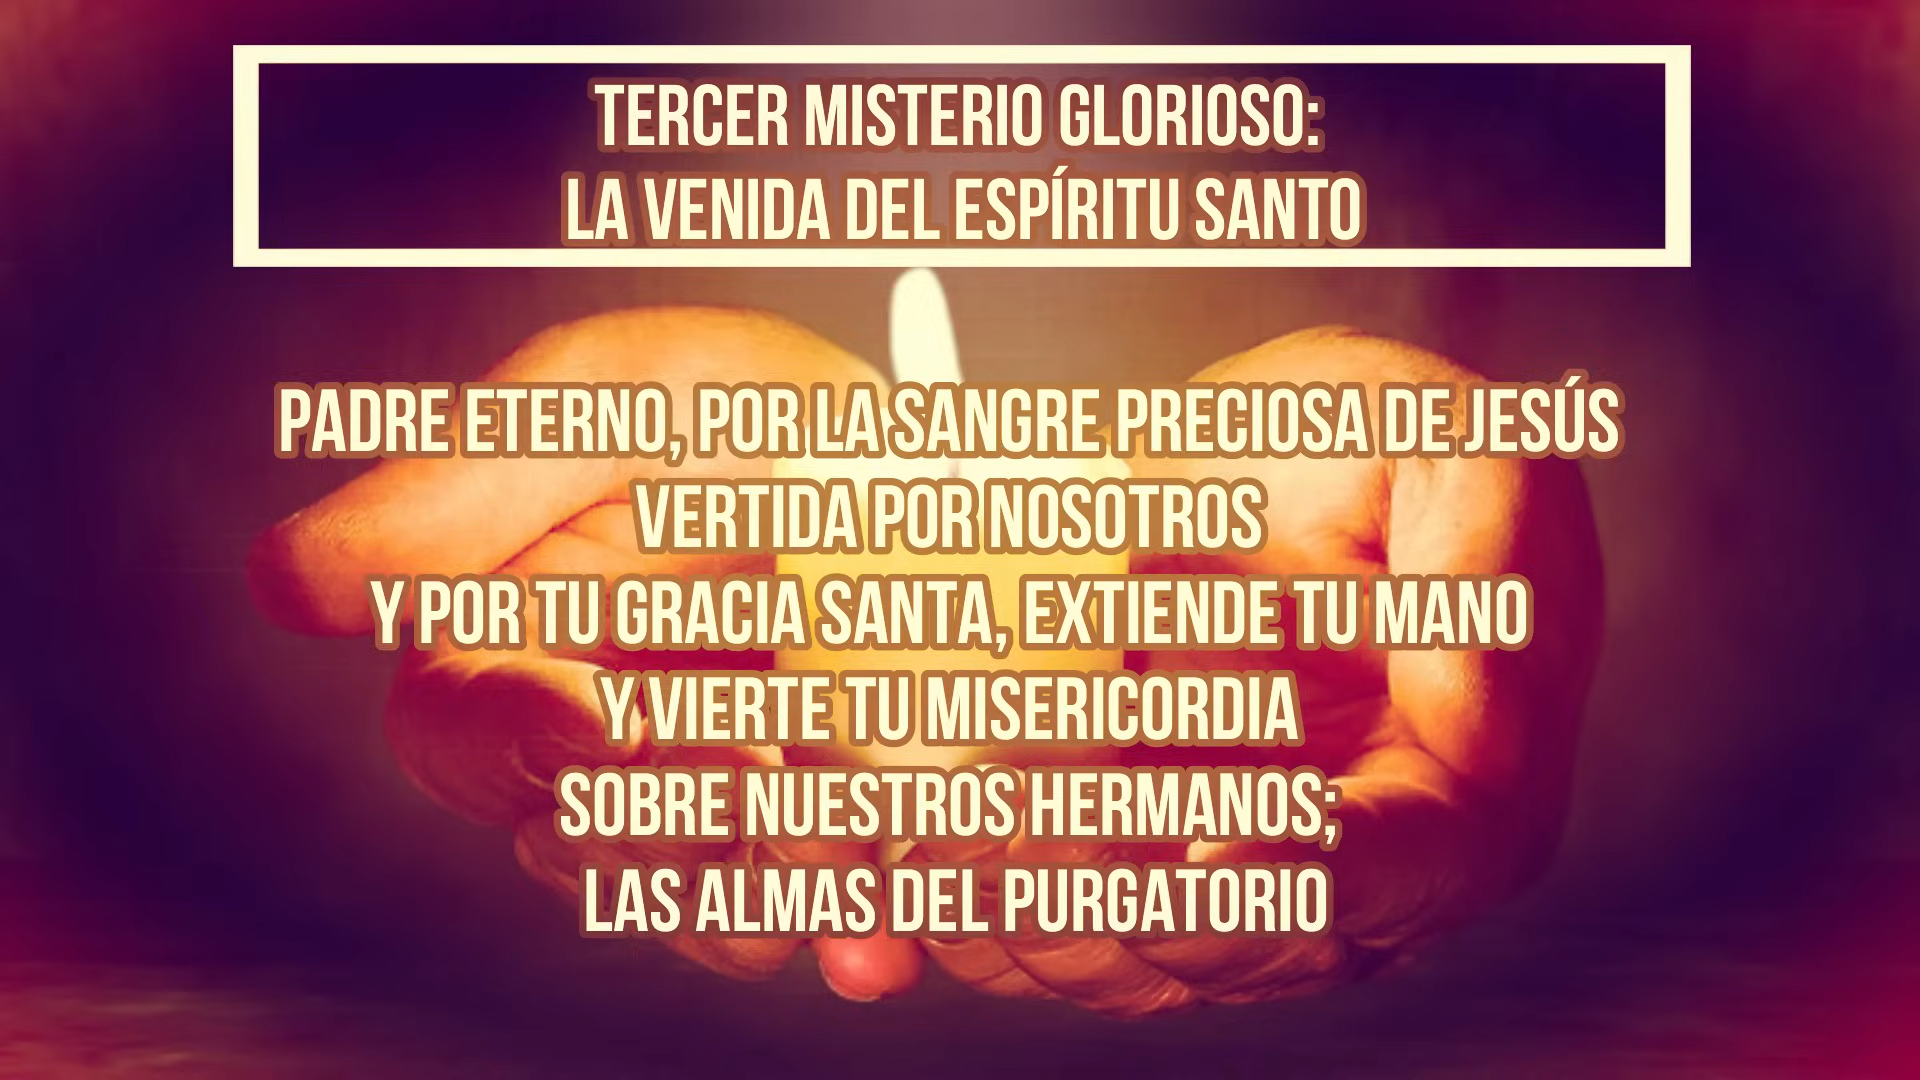 TERCER MISTERIO GLORIOSO:
LA VENIDA DEL ESPÍRITU SANTO
PADRE ETERNO, POR LA SANGRE PRECIOSA DE JESÚS
VERTIDA POR NOSOTROS
Y POR TU GRACIA SANTA, EXTIENDE TU MANO
Y VIERTE TU MISERICORDIA
SOBRE NUESTROS HERMANOS;
LAS ALMAS DEL PURGATORIO